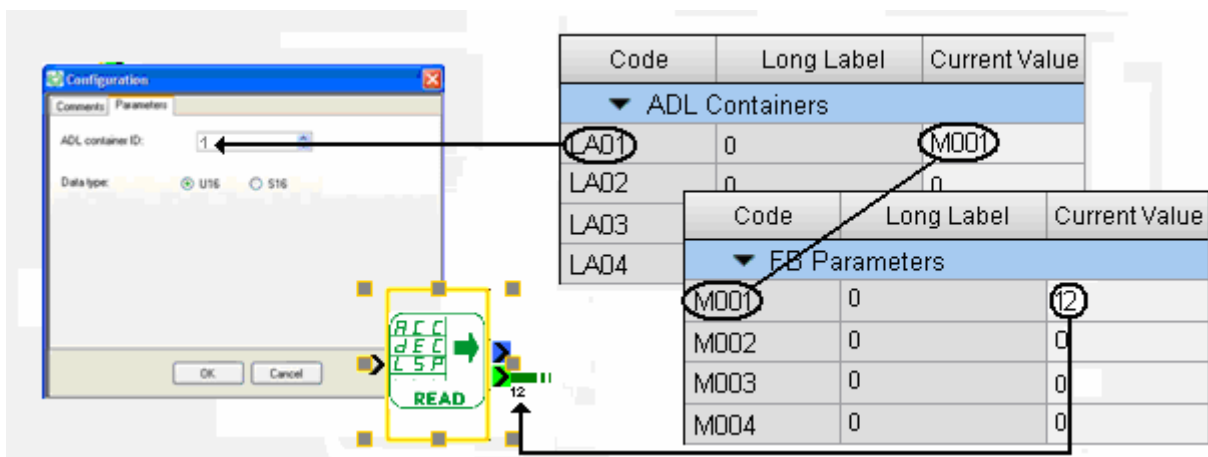 Configuration
Comments Parameters
ADL container ID: 1
Data type: U16 S16
OK Cancel
Code Long Label Current Value
ADL Containers
LA01 0 M001
LA02 0 0
LA03
LA04
Code Long Label Current Value
FB Parameters
M001 0 12
M002 0 0
M003 0 0
M004 0 0
ACC
dEC
LSP
READ
12